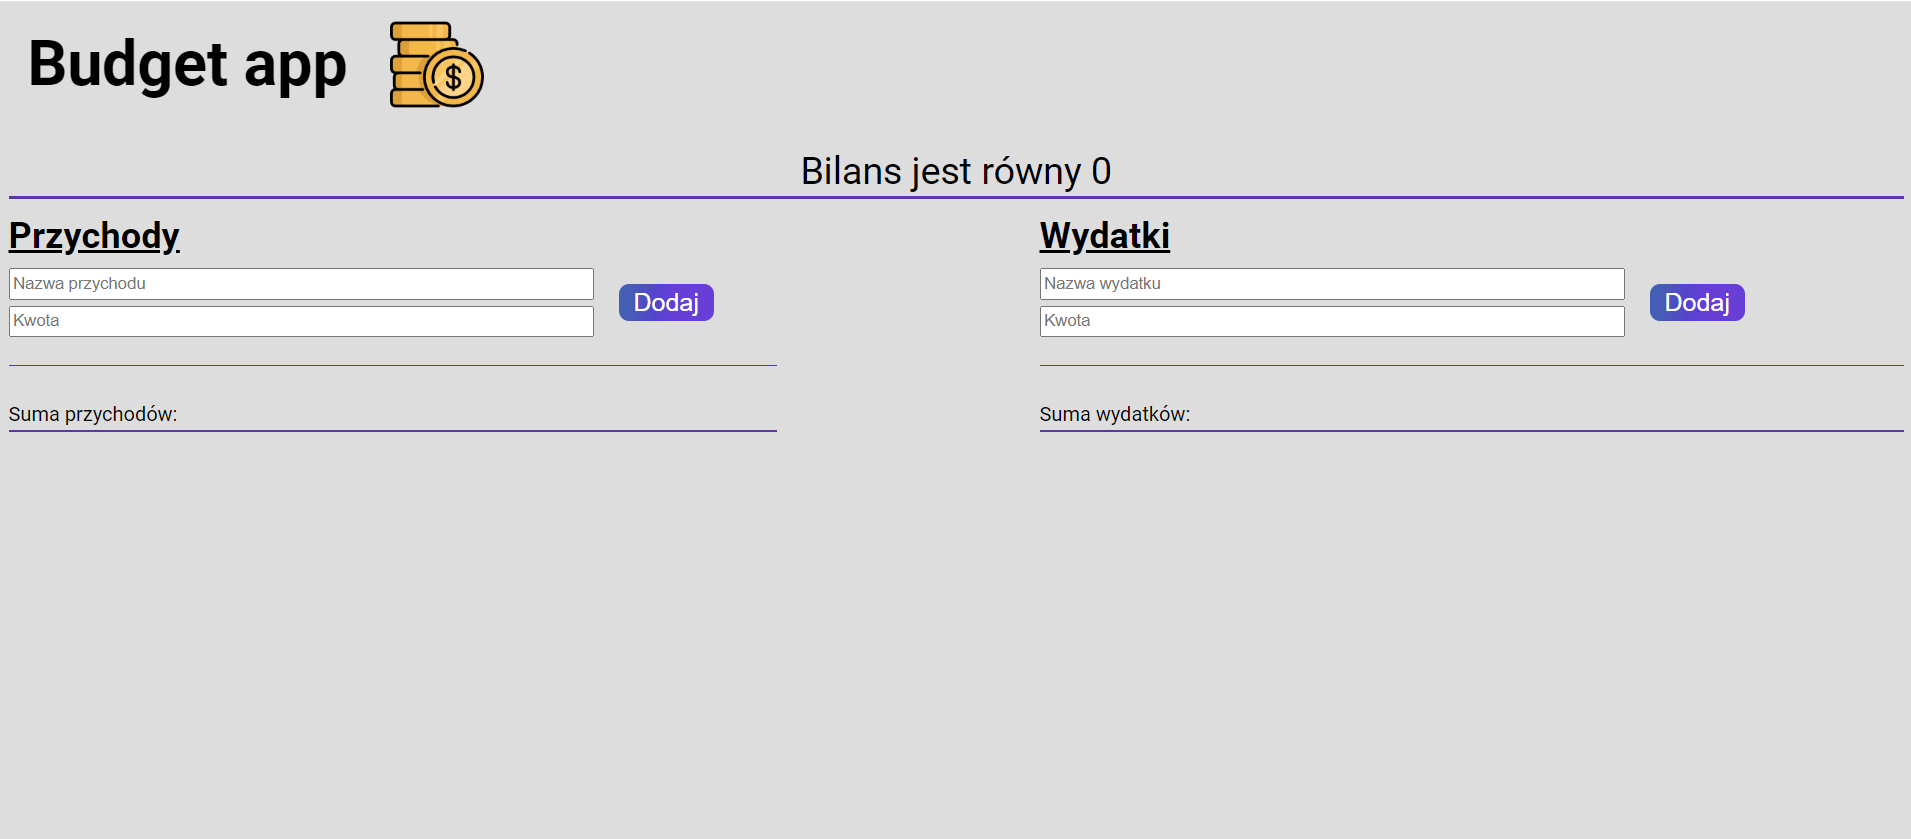 Budget app
$
Bilans jest równy 0
Przychody
Nazwa przychodu
Kwota
Dodaj
Suma przychodów:
Wydatki
Nazwa wydatku
Kwota
Dodaj
Suma wydatków: